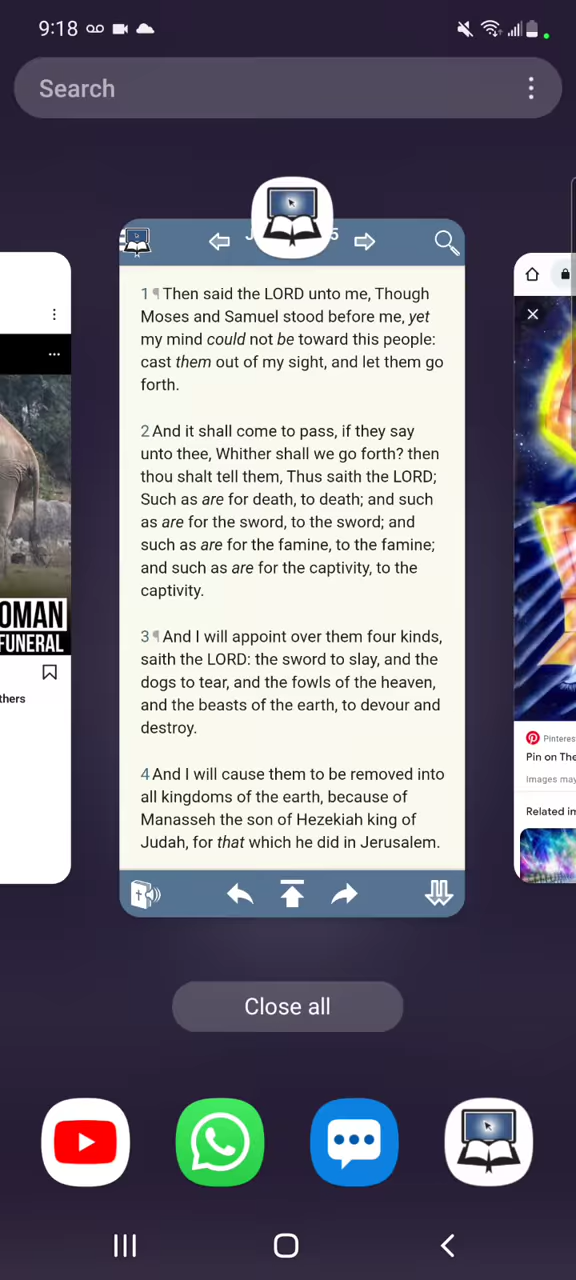 9:18
Search
1 ¶ Then said the LORD unto me, Though
Moses and Samuel stood before me, yet
my mind could not be toward this people:
cast them out of my sight, and let them go
forth.
2 And it shall come to pass, if they say
unto thee, Whither shall we go forth? then
thou shalt tell them, Thus saith the LORD;
Such as are for death, to death; and such
as are for the sword, to the sword; and
such as are for the famine, to the famine;
and such as are for the captivity, to the
captivity.
3 ¶ And I will appoint over them four kinds,
saith the LORD: the sword to slay, and the
dogs to tear, and the fowls of the heaven,
and the beasts of the earth, to devour and
destroy.
4 And I will cause them to be removed into
all kingdoms of the earth, because of
Manasseh the son of Hezekiah king of
Judah, for that which he did in Jerusalem.
OMAN
FUNERAL
thers
Pinteres
Pin on The
Images may
Related im
Close all